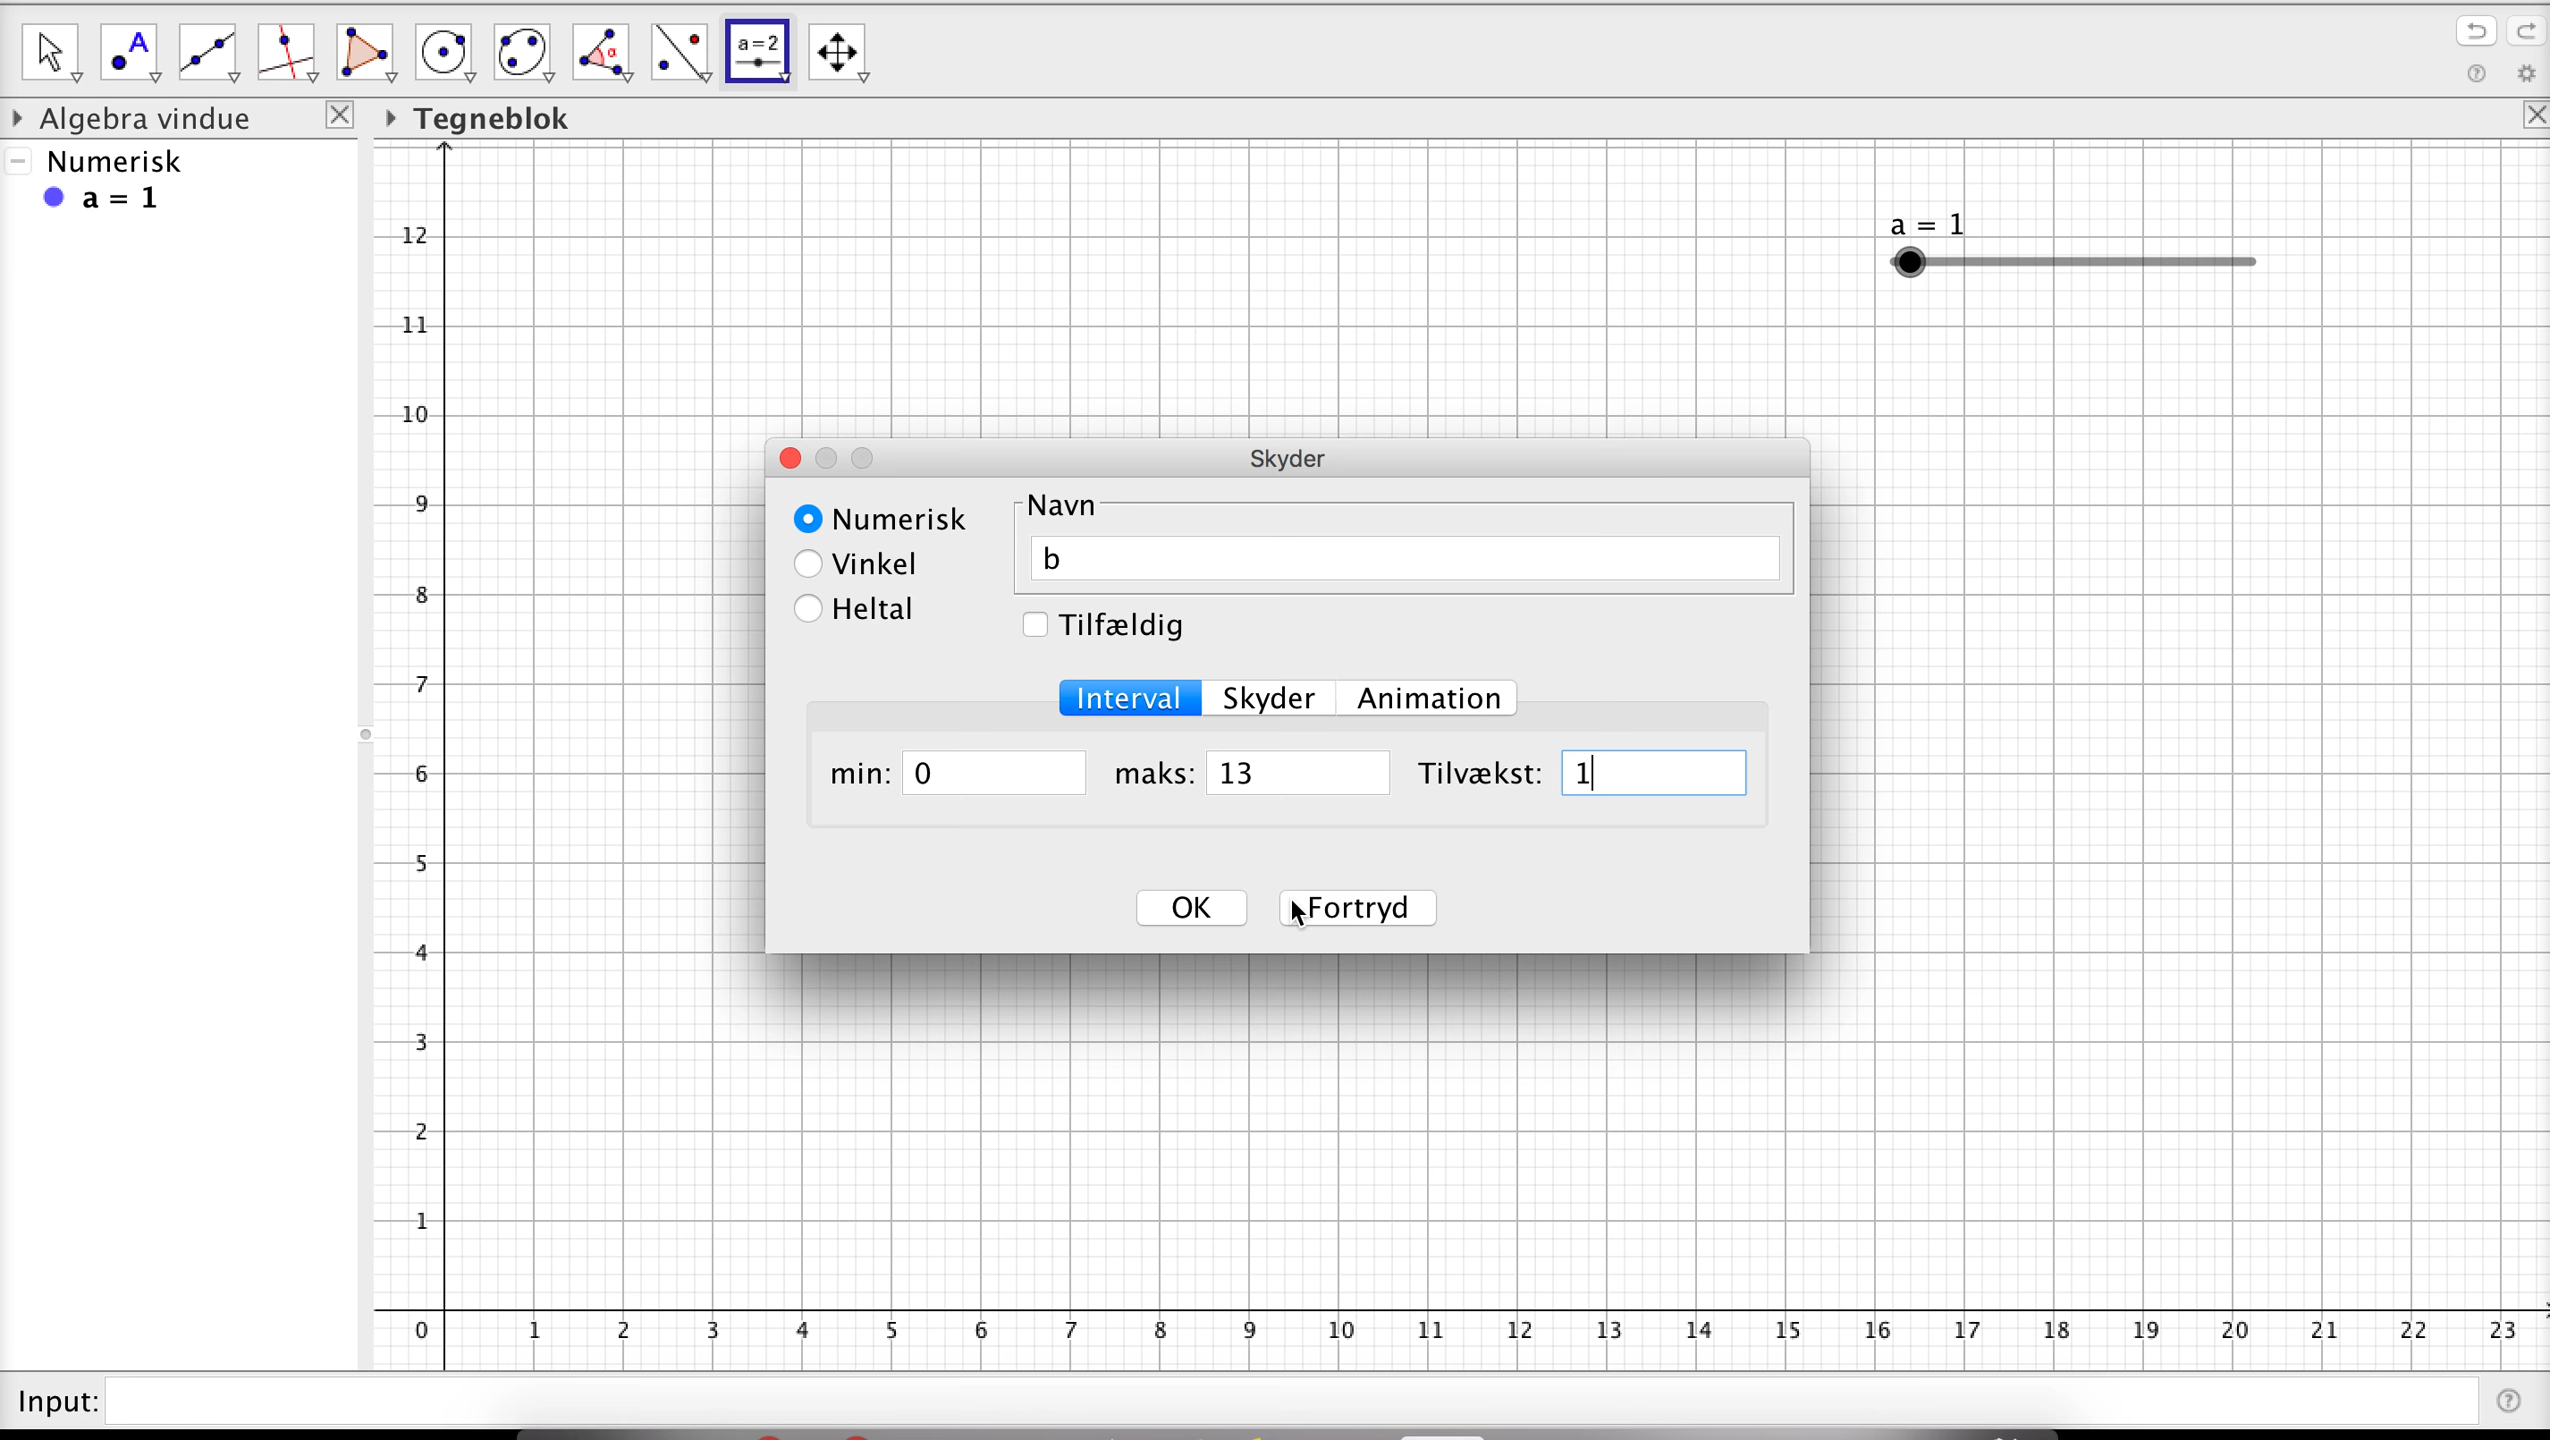 A
α
a=2
Algebra vindue
Tegneblok
Numerisk
a = 1
a = 1
12
11
10
9
8
7
6
5
4
3
2
1
0 1 2 3 4 5 6 7 8 9 10 11 12 13 14 15 16 17 18 19 20 21 22 23
Skyder
Numerisk
Vinkel
Heltal
Navn
b
Tilfældig
Interval Skyder Animation
min: 0 maks: 13 Tilvækst: 1
OK Fortryd
Input: